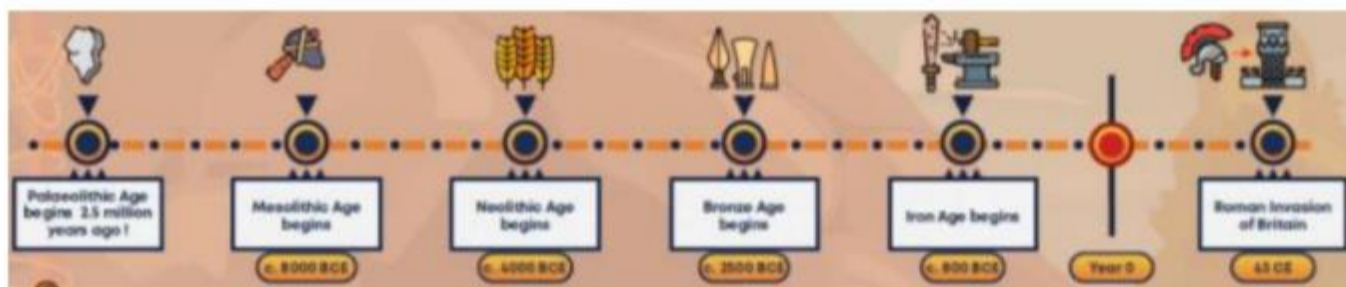 Palaeolithic Age
begins 2.5 million
years ago !
Mesolithic Age
begins
c. 8000 BCE
Neolithic Age
begins
c. 4000 BCE
Bronze Age
begins
c. 2500 BCE
Iron Age begins
c. 800 BCE
Year 0
Roman Invasion
of Britain
43 CE